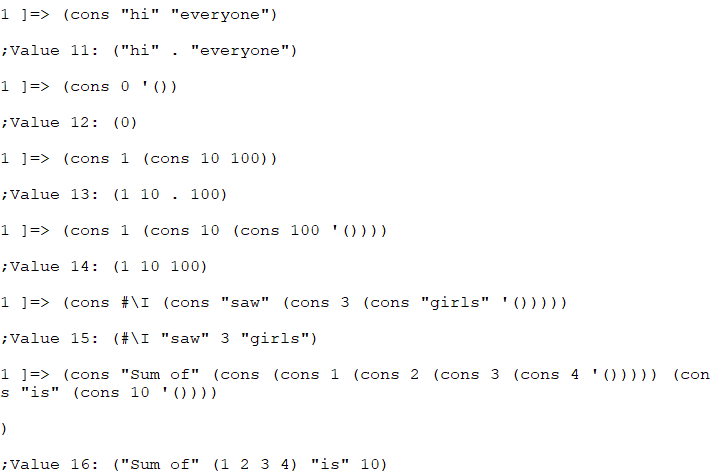 1 ]=> (cons "hi" "everyone")
;Value 11: ("hi" . "everyone")
1 ]=> (cons 0 '())
;Value 12: (0)
1 ]=> (cons 1 (cons 10 100))
;Value 13: (1 10 . 100)
1 ]=> (cons 1 (cons 10 (cons 100 '())))
;Value 14: (1 10 100)
1 ]=> (cons #\I (cons "saw" (cons 3 (cons "girls" '()))))
;Value 15: (#\I "saw" 3 "girls")
1 ]=> (cons "Sum of" (cons (cons 1 (cons 2 (cons 3 (cons 4 '())))) (con
s "is" (cons 10 '())))
)
;Value 16: ("Sum of" (1 2 3 4) "is" 10)